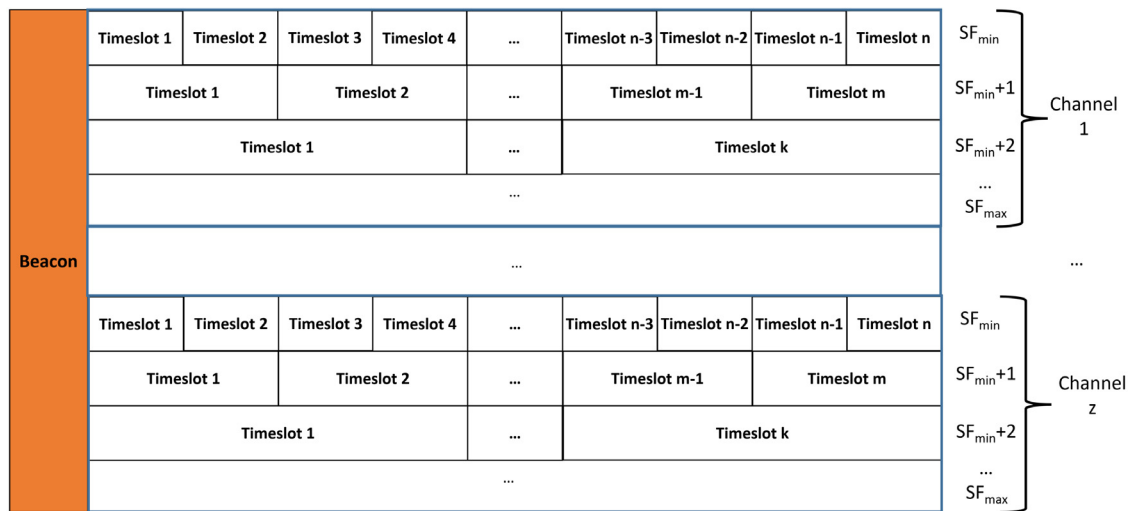 Beacon
Timeslot 1 Timeslot 2 Timeslot 3 Timeslot 4 ... Timeslot n-3 Timeslot n-2 Timeslot n-1 Timeslot n SFmin
Timeslot 1 Timeslot 2 ... Timeslot m-1 Timeslot m SFmin+1
Timeslot 1 ... Timeslot k SFmin+2
... ...
SFmax
Channel
1
... ...
Timeslot 1 Timeslot 2 Timeslot 3 Timeslot 4 ... Timeslot n-3 Timeslot n-2 Timeslot n-1 Timeslot n SFmin
Timeslot 1 Timeslot 2 ... Timeslot m-1 Timeslot m SFmin+1
Timeslot 1 ... Timeslot k SFmin+2
... ...
SFmax
Channel
z